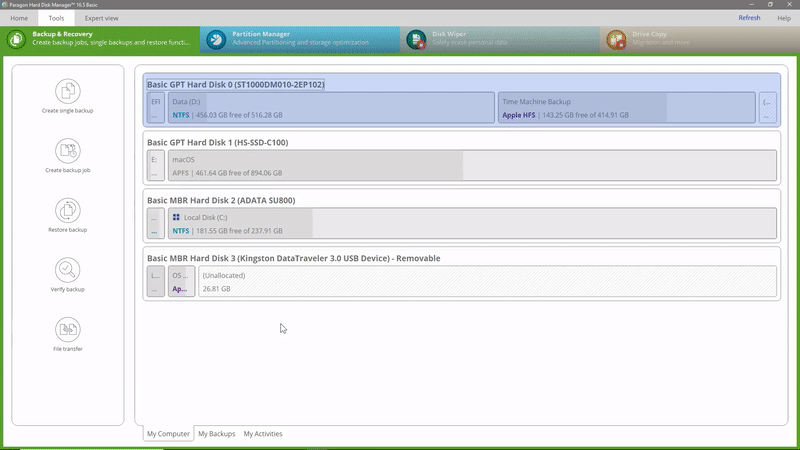 Paragon Hard Disk Manager™ 16.5 Basic
Home Tools Expert view Refresh Help
Backup & Recovery
Create backup jobs, single backups and restore functi...
Partition Manager
Advanced Partitioning and storage-optimization
Disk Wiper
Safely erase personal data
Drive Copy
Migration and more
Create single backup
Create backup job
Restore backup
Verify backup
File transfer
Basic GPT Hard Disk 0 (ST1000DM010-2EP102)
EFI
...
Data (D:)
NTFS | 456.03 GB free of 516.28 GB
Time Machine Backup
Apple HFS | 143.25 GB free of 414.91 GB
(...
...
Basic GPT Hard Disk 1 (HS-SSD-C100)
E:
...
macOS
APFS | 461.64 GB free of 894.06 GB
Basic MBR Hard Disk 2 (ADATA SU800)
...
...
Local Disk (C:)
NTFS | 181.55 GB free of 237.91 GB
Basic MBR Hard Disk 3 (Kingston DataTraveler 3.0 USB Device) - Removable
L...
...
OS ...
Ap...
(Unallocated)
26.81 GB
My Computer My Backups My Activities